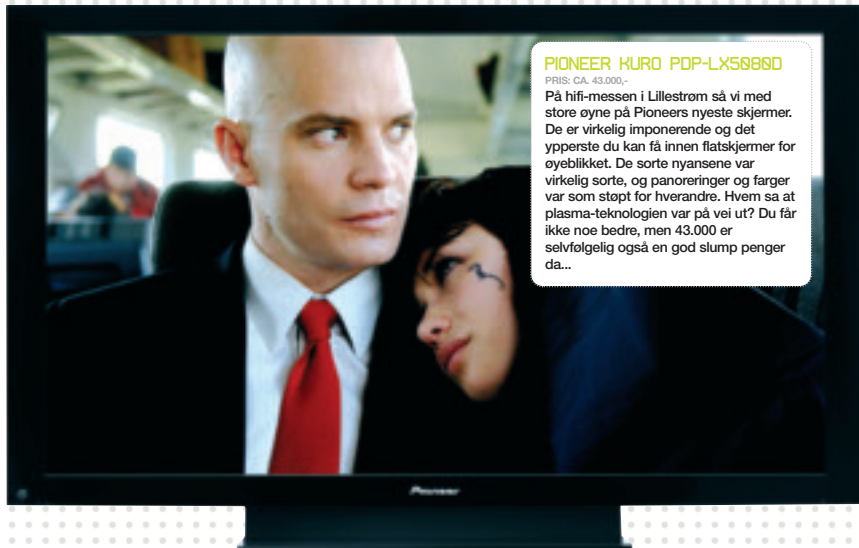 PIONEER KURO PDP-LX5080D
PRIS: CA. 43.000,-
På hifi-messen i Lillestrøm så vi med
store øyne på Pioneers nyeste skjermer.
De er virkelig imponerende og det
ypperste du kan få innen flatskjermer for
øyeblikket. De sorte nyansene var
virkelig sorte, og panoreringer og farger
var som støpt for hverandre. Hvem sa at
plasma-teknologien var på vei ut? Du får
ikke noe bedre, men 43.000 er
selvfølgelig også en god slump penger
da...
Pioneer